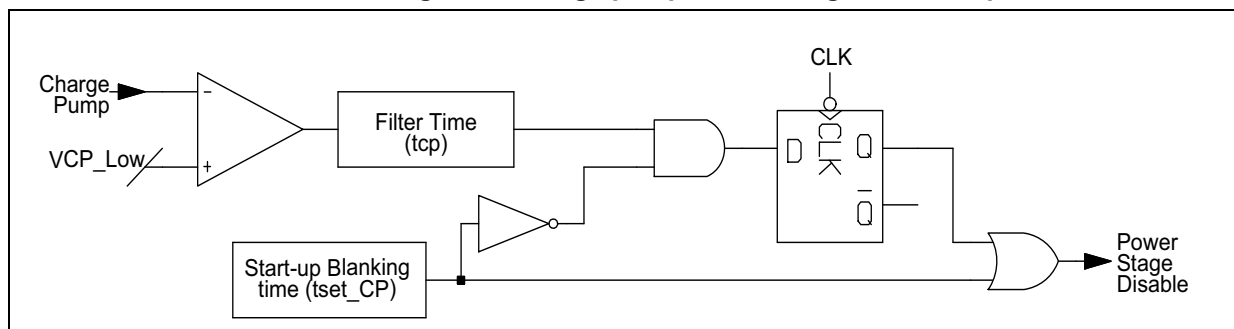 CLK
Charge
Pump
−
Filter Time
(tcp)
VCP_Low
+
D
CLK
Q
Q
Start-up Blanking
time (tset_CP)
Power
Stage
Disable